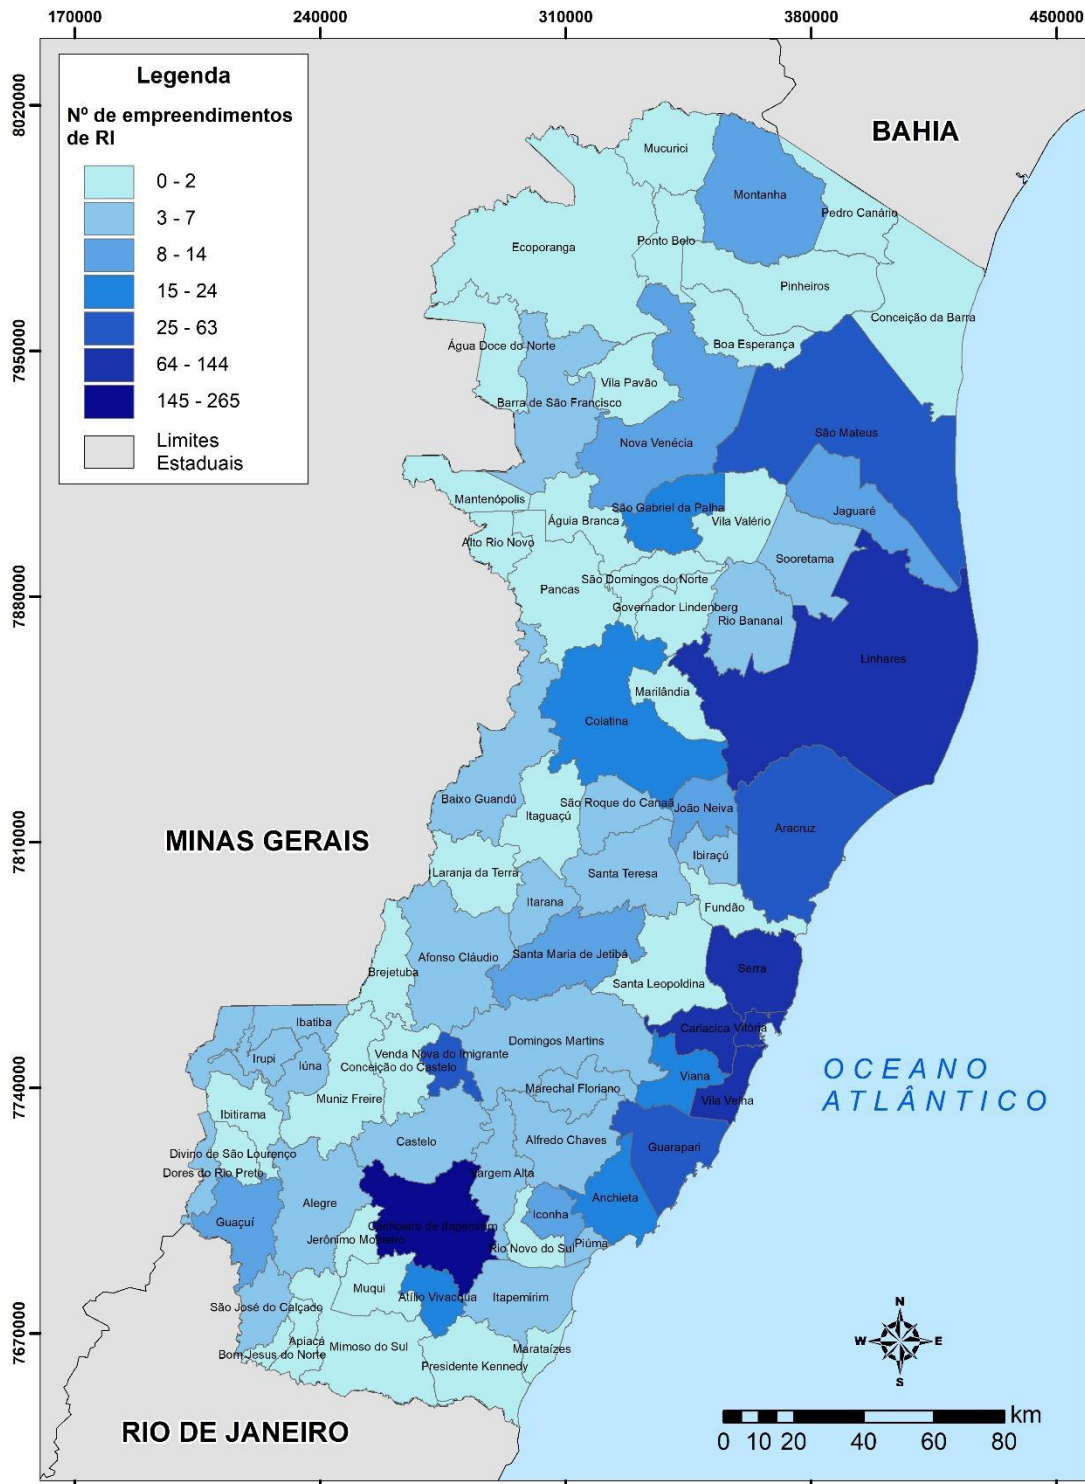 170000 240000 310000 380000 450000
8020000
7950000
7880000
7810000
7740000
7670000
Legenda
Nº de empreendimentos
de RI
0 - 2
3 - 7
8 - 14
15 - 24
25 - 63
64 - 144
145 - 265
Limites
Estaduais
BAHIA
Mucurici
Montanha
Pedro Canário
Ecoporanga
Ponto Belo
Pinheiros
Conceição da Barra
Água Doce do Norte
Boa Esperança
Vila Pavão
Barra de São Francisco
Nova Venécia
São Mateus
Mantenópolis
São Gabriel da Palha
Jaguaré
Águia Branca
Vila Valério
Alto Rio Novo
Sooretama
São Domingos do Norte
Pancas
Governador Lindenberg
Rio Bananal
Linhares
Marilândia
Colatina
Baixo Guandú
São Roque do Canaã
João Neiva
Itaguaçú
Aracruz
MINAS GERAIS
Ibiraçú
Laranja da Terra
Santa Teresa
Itarana
Fundão
Afonso Cláudio
Santa Maria de Jetibá
Brejetuba
Serra
Santa Leopoldina
Ibatiba
Cariacica
Vitória
Domingos Martins
Irupi
Venda Nova do Imigrante
Iúna
Conceição do Castelo
Viana
Marechal Floriano
OCEANO
ATLÂNTICO
Muniz Freire
Vila Velha
Ibitirama
Castelo
Alfredo Chaves
Guarapari
Divino de São Lourenço
Dores do Rio Preto
Vargem Alta
Anchieta
Alegre
Guaçuí
Cachoeiro de Itapemirim
Iconha
Jerônimo Monteiro
Rio Novo do Sul
Piúma
Muqui
Atílio Vivacqua
Itapemirim
São José do Calçado
Apiacá
Mimoso do Sul
Marataízes
Bom Jesus do Norte
Presidente Kennedy
RIO DE JANEIRO
N
W E
S
km
0 10 20 40 60 80